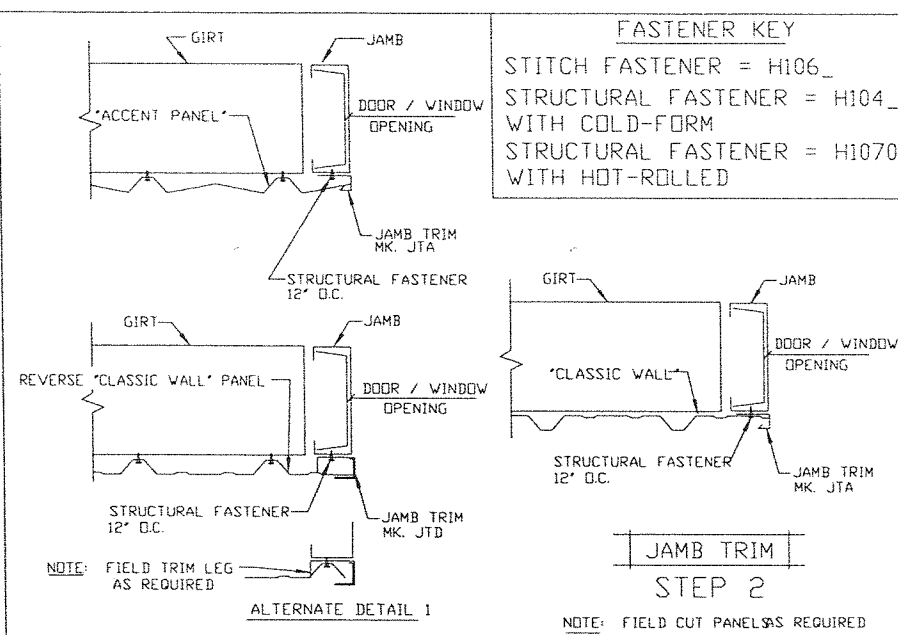 GIRT
JAMB
"ACCENT PANEL"
DOOR / WINDOW
OPENING
JAMB TRIM
MK. JTA
STRUCTURAL FASTENER
12" O.C.
FASTENER KEY
STITCH FASTENER = H106_
STRUCTURAL FASTENER = H104_
WITH COLD-FORM
STRUCTURAL FASTENER = H1070
WITH HOT-ROLLED
GIRT
JAMB
REVERSE "CLASSIC WALL" PANEL
DOOR / WINDOW
OPENING
STRUCTURAL FASTENER
12" O.C.
JAMB TRIM
MK. JTD
NOTE: FIELD TRIM LEG
AS REQUIRED
ALTERNATE DETAIL 1
GIRT
JAMB
DOOR / WINDOW
OPENING
"CLASSIC WALL"
STRUCTURAL FASTENER
12" O.C.
JAMB TRIM
MK. JTA
JAMB TRIM
STEP 2
NOTE: FIELD CUT PANELS AS REQUIRED